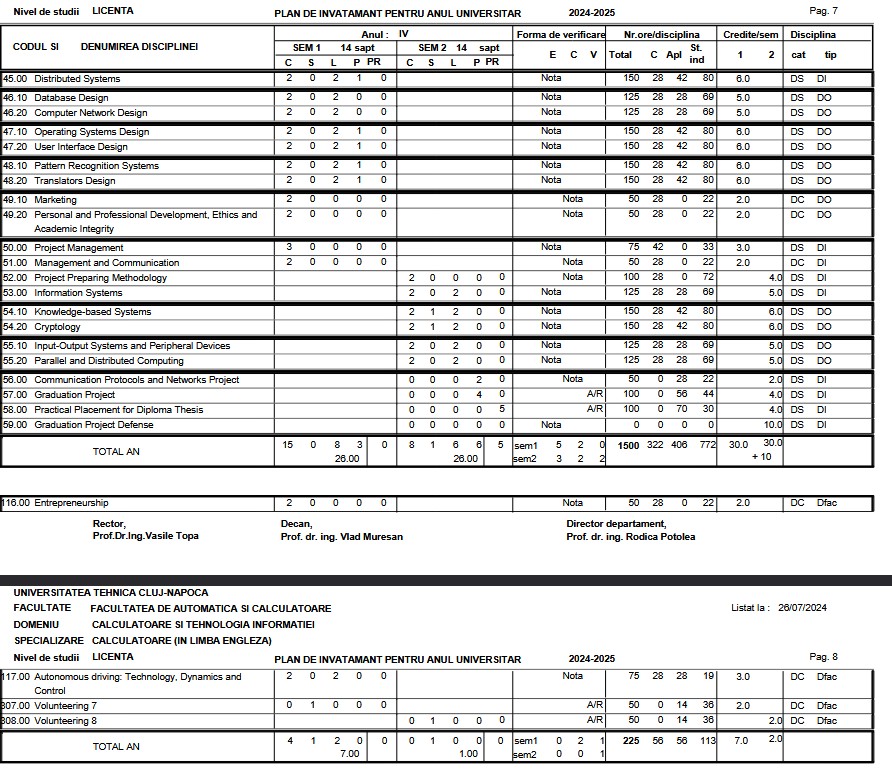 Nivel de studii LICENTA PLAN DE INVATAMANT PENTRU ANUL UNIVERSITAR 2024-2025 Pag. 7
Anul : IV Forma de verificare Nr.ore/disciplina Credite/sem Disciplina
CODUL SI DENUMIREA DISCIPLINEI SEM 1 14 sapt SEM 2 14 sapt E C V Total C Apl St. ind 1 2 cat tip
C S L P PR C S L P PR
45.00 Distributed Systems 2 0 2 1 0 Nota 150 28 42 80 6.0 DS DI
46.10 Database Design 2 0 2 0 0 Nota 125 28 28 69 5.0 DS DO
46.20 Computer Network Design 2 0 2 0 0 Nota 125 28 28 69 5.0 DS DO
47.10 Operating Systems Design 2 0 2 1 0 Nota 150 28 42 80 6.0 DS DO
47.20 User Interface Design 2 0 2 1 0 Nota 150 28 42 80 6.0 DS DO
48.10 Pattern Recognition Systems 2 0 2 1 0 Nota 150 28 42 80 6.0 DS DO
48.20 Translators Design 2 0 2 1 0 Nota 150 28 42 80 6.0 DS DO
49.10 Marketing 2 0 0 0 0 Nota 50 28 0 22 2.0 DC DO
49.20 Personal and Professional Development, Ethics and 2 0 0 0 0 Nota 50 28 0 22 2.0 DC DO
Academic Integrity
50.00 Project Management 3 0 0 0 0 Nota 75 42 0 33 3.0 DS DI
51.00 Management and Communication 2 0 0 0 0 Nota 50 28 0 22 2.0 DC DI
52.00 Project Preparing Methodology 2 0 0 0 0 Nota 100 28 0 72 4.0 DS DI
53.00 Information Systems 2 0 2 0 0 Nota 125 28 28 69 5.0 DS DI
54.10 Knowledge-based Systems 2 1 2 0 0 Nota 150 28 42 80 6.0 DS DO
54.20 Cryptology 2 1 2 0 0 Nota 150 28 42 80 6.0 DS DO
55.10 Input-Output Systems and Peripheral Devices 2 0 2 0 0 Nota 125 28 28 69 5.0 DS DO
55.20 Parallel and Distributed Computing 2 0 2 0 0 Nota 125 28 28 69 5.0 DS DO
56.00 Communication Protocols and Networks Project 0 0 0 2 0 Nota 50 0 28 22 2.0 DS DI
57.00 Graduation Project 0 0 0 4 0 A/R 100 0 56 44 4.0 DS DI
58.00 Practical Placement for Diploma Thesis 0 0 0 0 5 A/R 100 0 70 30 4.0 DS DI
59.00 Graduation Project Defense 0 0 0 0 0 Nota 0 0 0 0 10.0 DS DI
TOTAL AN 15 0 8 3 0 8 1 6 6 5 sem1 5 2 0 1500 322 406 772 30.0 30.0
26.00 26.00 sem2 3 2 2 + 10
116.00 Entrepreneurship 2 0 0 0 0 Nota 50 28 0 22 2.0 DC Dfac
Rector, Decan, Director departament,
Prof.Dr.Ing.Vasile Topa Prof. dr. ing. Vlad Muresan Prof. dr. ing. Rodica Potolea
UNIVERSITATEA TEHNICA CLUJ-NAPOCA
FACULTATE FACULTATEA DE AUTOMATICA SI CALCULATOARE Listat la : 26/07/2024
DOMENIU CALCULATOARE SI TEHNOLOGIA INFORMATIEI
SPECIALIZARE CALCULATOARE (IN LIMBA ENGLEZA)
Nivel de studii LICENTA PLAN DE INVATAMANT PENTRU ANUL UNIVERSITAR 2024-2025 Pag. 8
117.00 Autonomous driving: Technology, Dynamics and 2 0 2 0 0 Nota 75 28 28 19 3.0 DC Dfac
Control
307.00 Volunteering 7 0 1 0 0 0 A/R 50 0 14 36 2.0 DC Dfac
308.00 Volunteering 8 0 1 0 0 0 A/R 50 0 14 36 2.0 DC Dfac
TOTAL AN 4 1 2 0 0 0 1 0 0 0 sem1 0 2 1 225 56 56 113 7.0 2.0
7.00 1.00 sem2 0 0 1